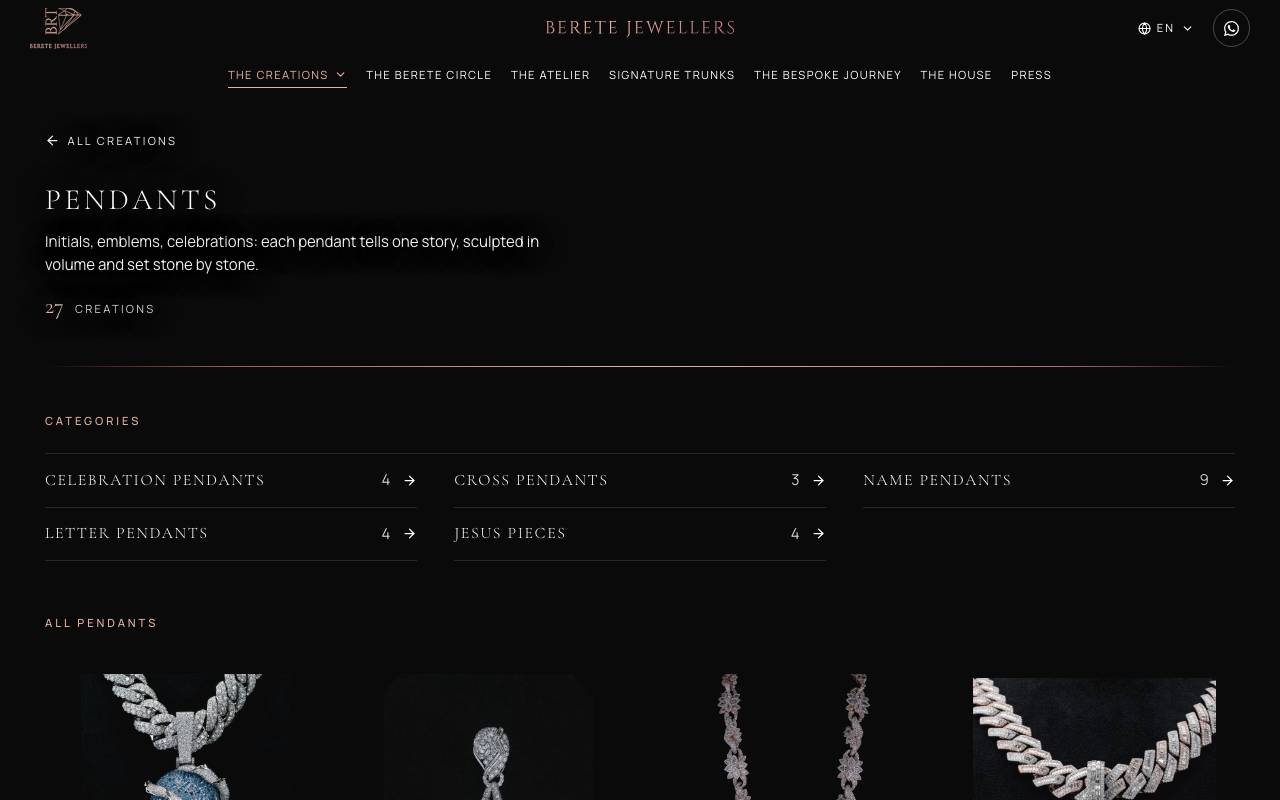 BRT
BERETE JEWELLERS
BERETE JEWELLERS
EN
THE CREATIONS
THE BERETE CIRCLE
THE ATELIER
SIGNATURE TRUNKS
THE BESPOKE JOURNEY
THE HOUSE
PRESS
ALL CREATIONS
PENDANTS
Initials, emblems, celebrations: each pendant tells one story, sculpted in
volume and set stone by stone.
27 CREATIONS
CATEGORIES
CELEBRATION PENDANTS 4
CROSS PENDANTS 3
NAME PENDANTS 9
LETTER PENDANTS 4
JESUS PIECES 4
ALL PENDANTS